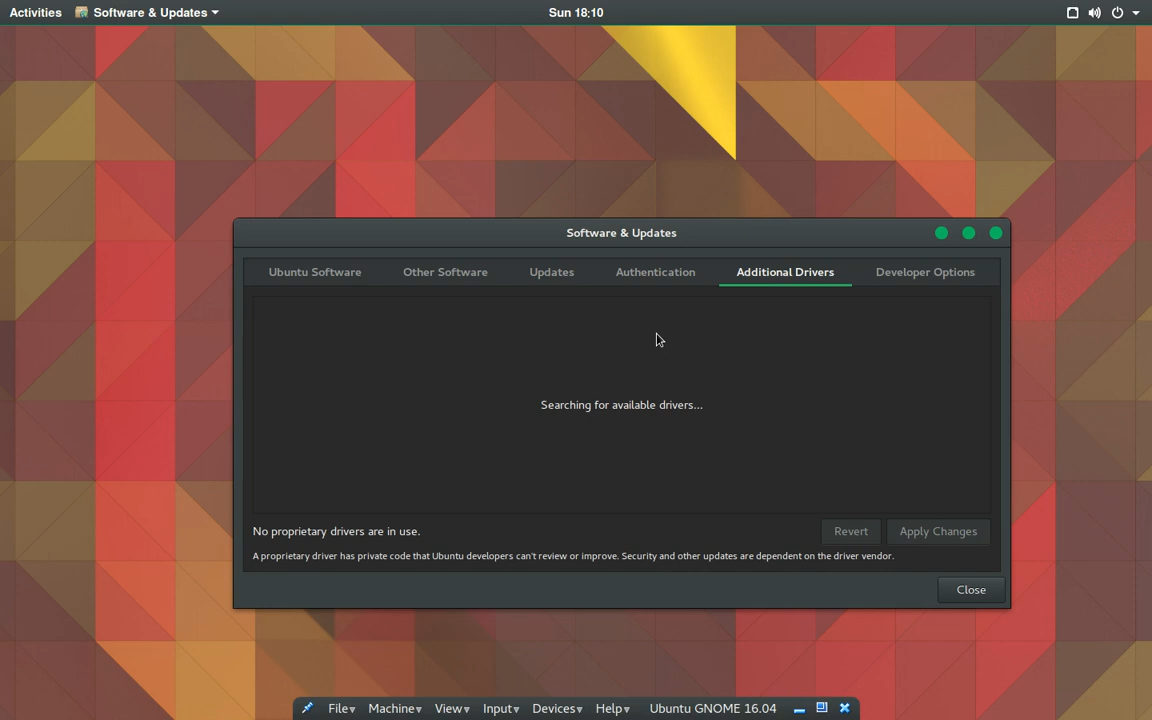 Activities Software & Updates Sun 18:10
Software & Updates
Ubuntu Software Other Software Updates Authentication Additional Drivers Developer Options
Searching for available drivers...
No proprietary drivers are in use. Revert Apply Changes
A proprietary driver has private code that Ubuntu developers can't review or improve. Security and other updates are dependent on the driver vendor.
Close
File Machine View Input Devices Help Ubuntu GNOME 16.04